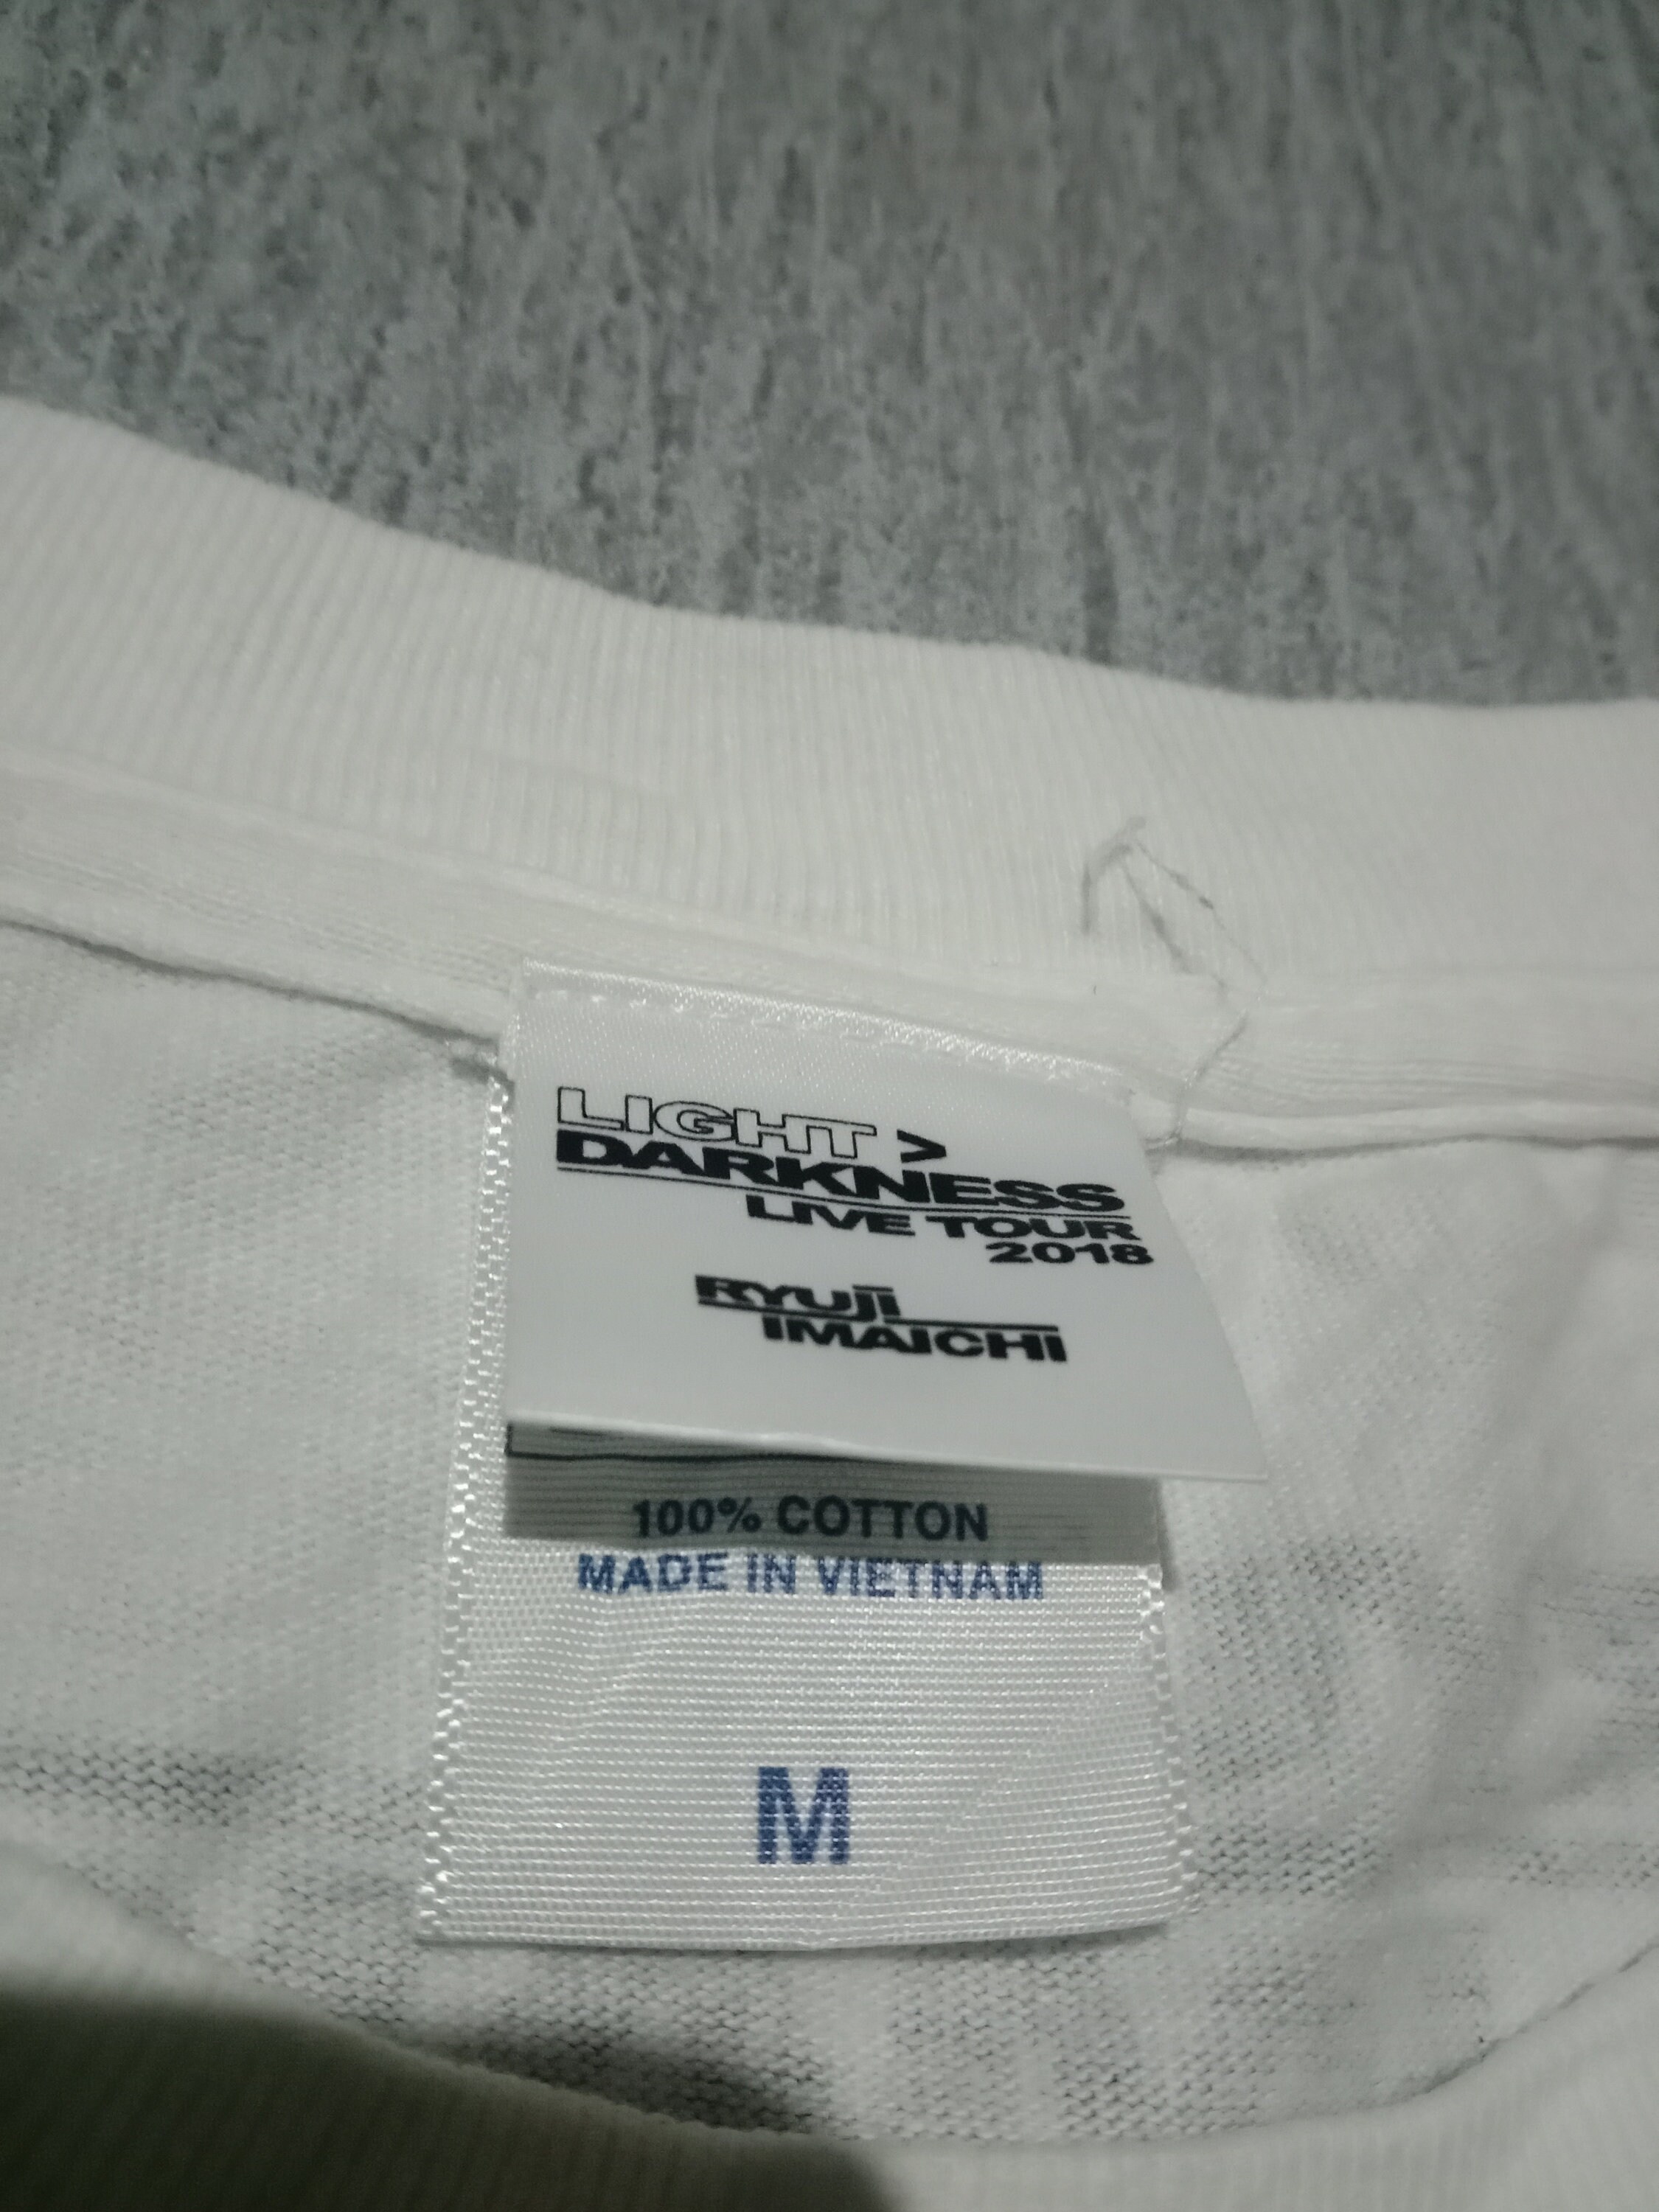 LIGHT >
DARKNESS
LIVE TOUR
2018
RYUJI
IMAICHI
100% COTTON
MADE IN VIETNAM
M